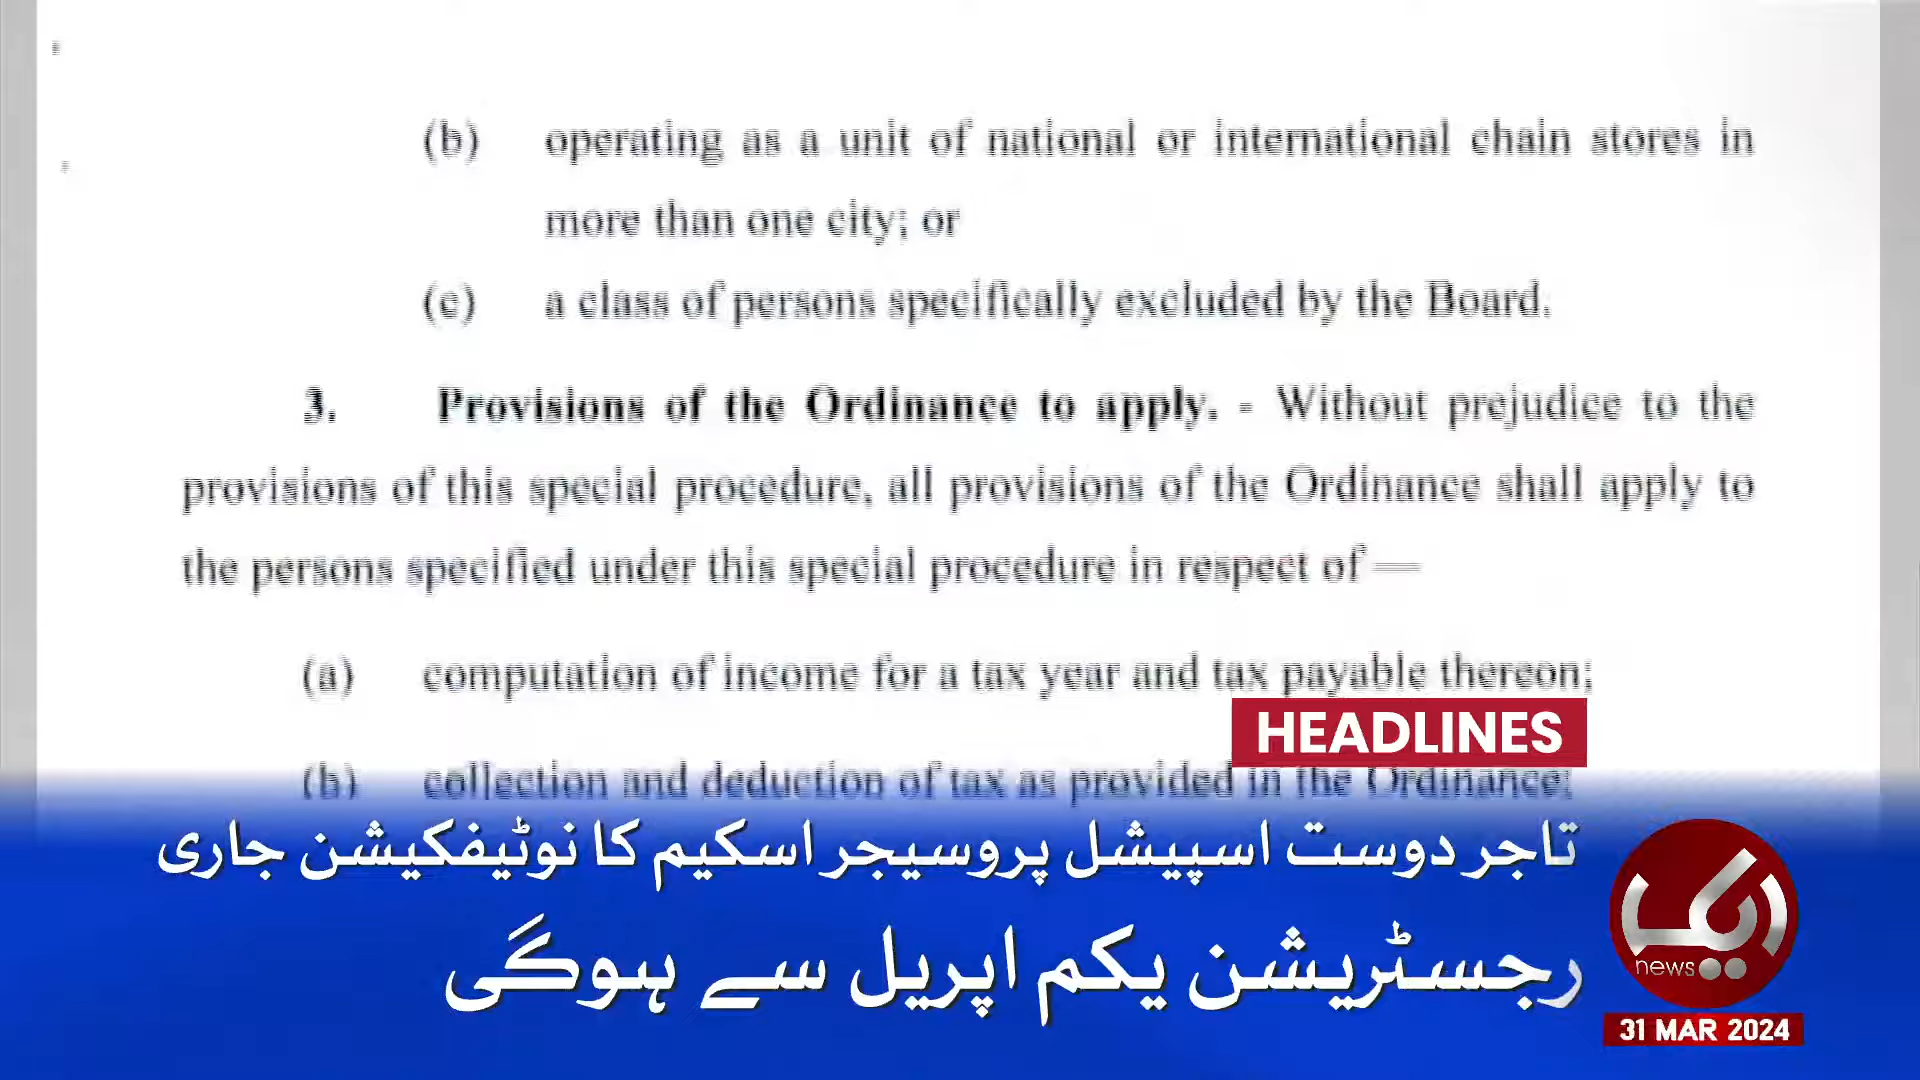 (b) operating as a unit of national or international chain stores in
more than one city; or
(c) a class of persons specifically excluded by the Board.
3. Provisions of the Ordinance to apply. - Without prejudice to the
provisions of this special procedure, all provisions of the Ordinance shall apply to
the persons specified under this special procedure in respect of —
(a) computation of income for a tax year and tax payable thereon;
HEADLINES
(b) collection and deduction of tax as provided in the Ordinance;
تاجر دوست اسپیشل پروسیجر اسکیم کا نوٹیفکیشن جاری
رجسٹریشن یکم اپریل سے ہوگی
ایک
news
31 MAR 2024